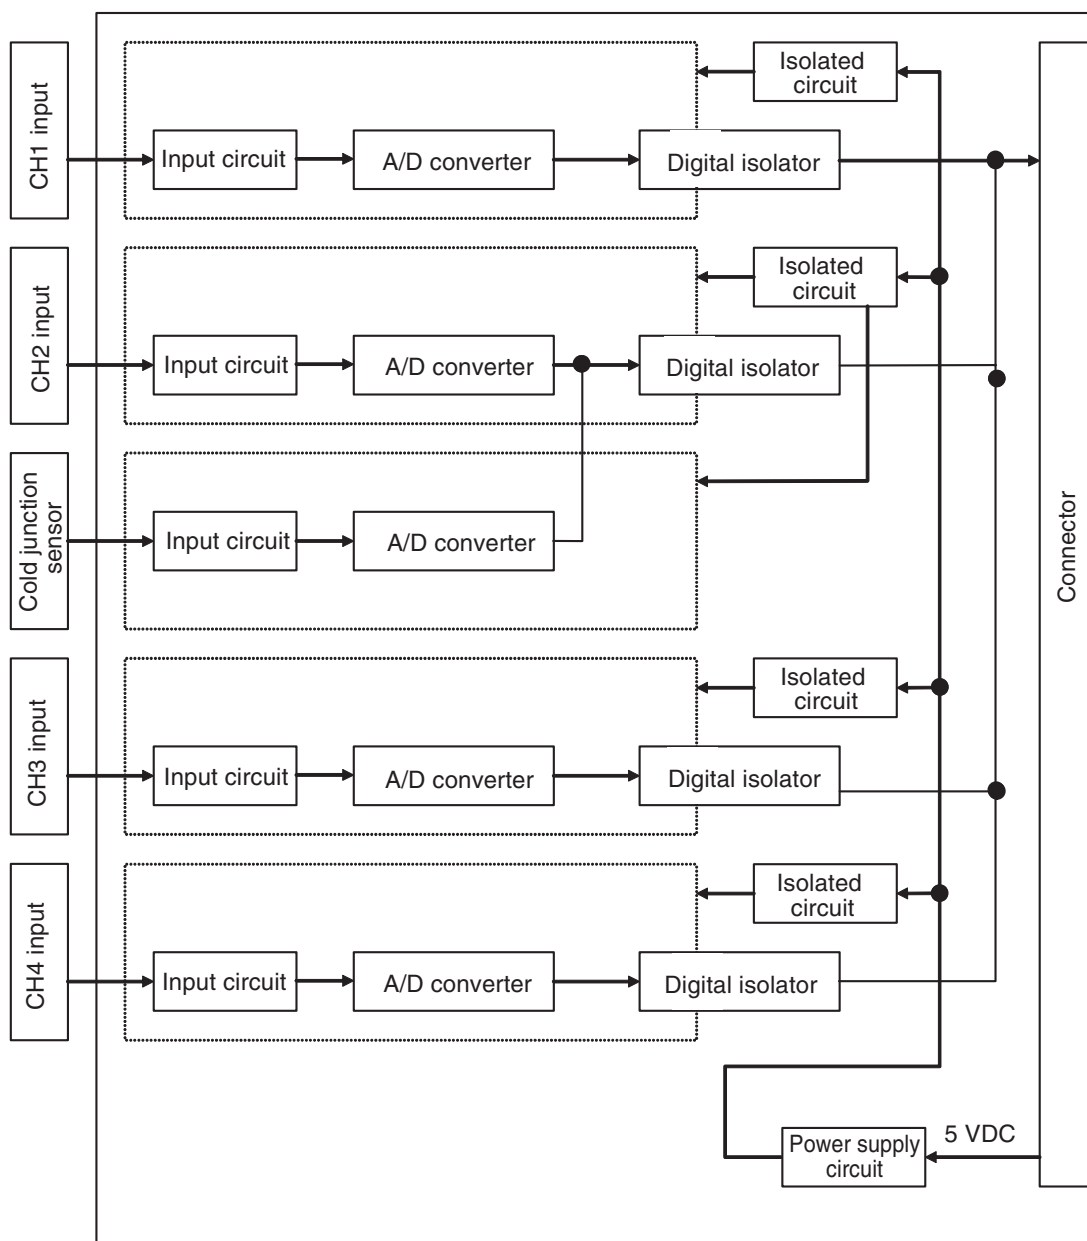 CH1 input
Input circuit
A/D converter
Digital isolator
Isolated
circuit
CH2 input
Input circuit
A/D converter
Digital isolator
Isolated
circuit
Cold junction
sensor
Input circuit
A/D converter
Connector
CH3 input
Input circuit
A/D converter
Digital isolator
Isolated
circuit
CH4 input
Input circuit
A/D converter
Digital isolator
Isolated
circuit
Power supply
circuit
5 VDC